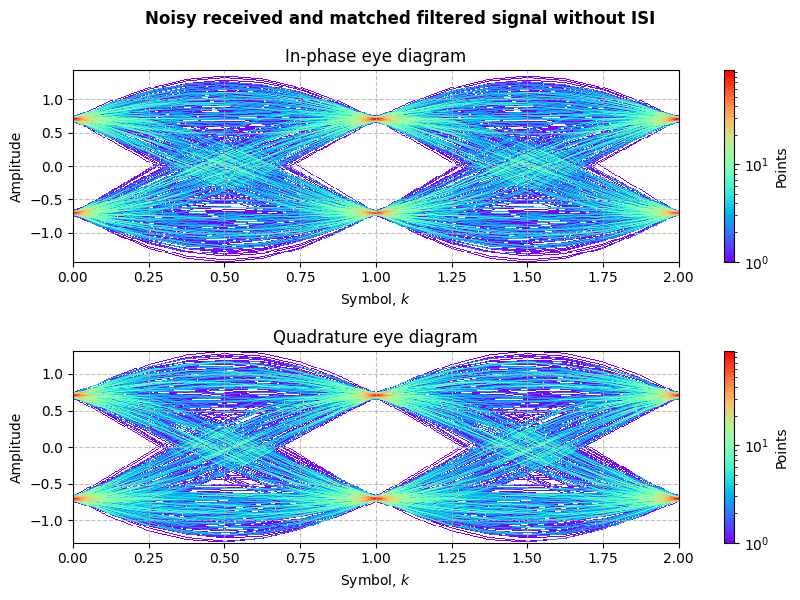 Noisy received and matched filtered signal without ISI
In-phase eye diagram
Amplitude
1.0
0.5
0.0
−0.5
−1.0
0.00 0.25 0.50 0.75 1.00 1.25 1.50 1.75 2.00
Symbol, k
10¹
10⁰
Points
Quadrature eye diagram
Amplitude
1.0
0.5
0.0
−0.5
−1.0
0.00 0.25 0.50 0.75 1.00 1.25 1.50 1.75 2.00
Symbol, k
10¹
10⁰
Points